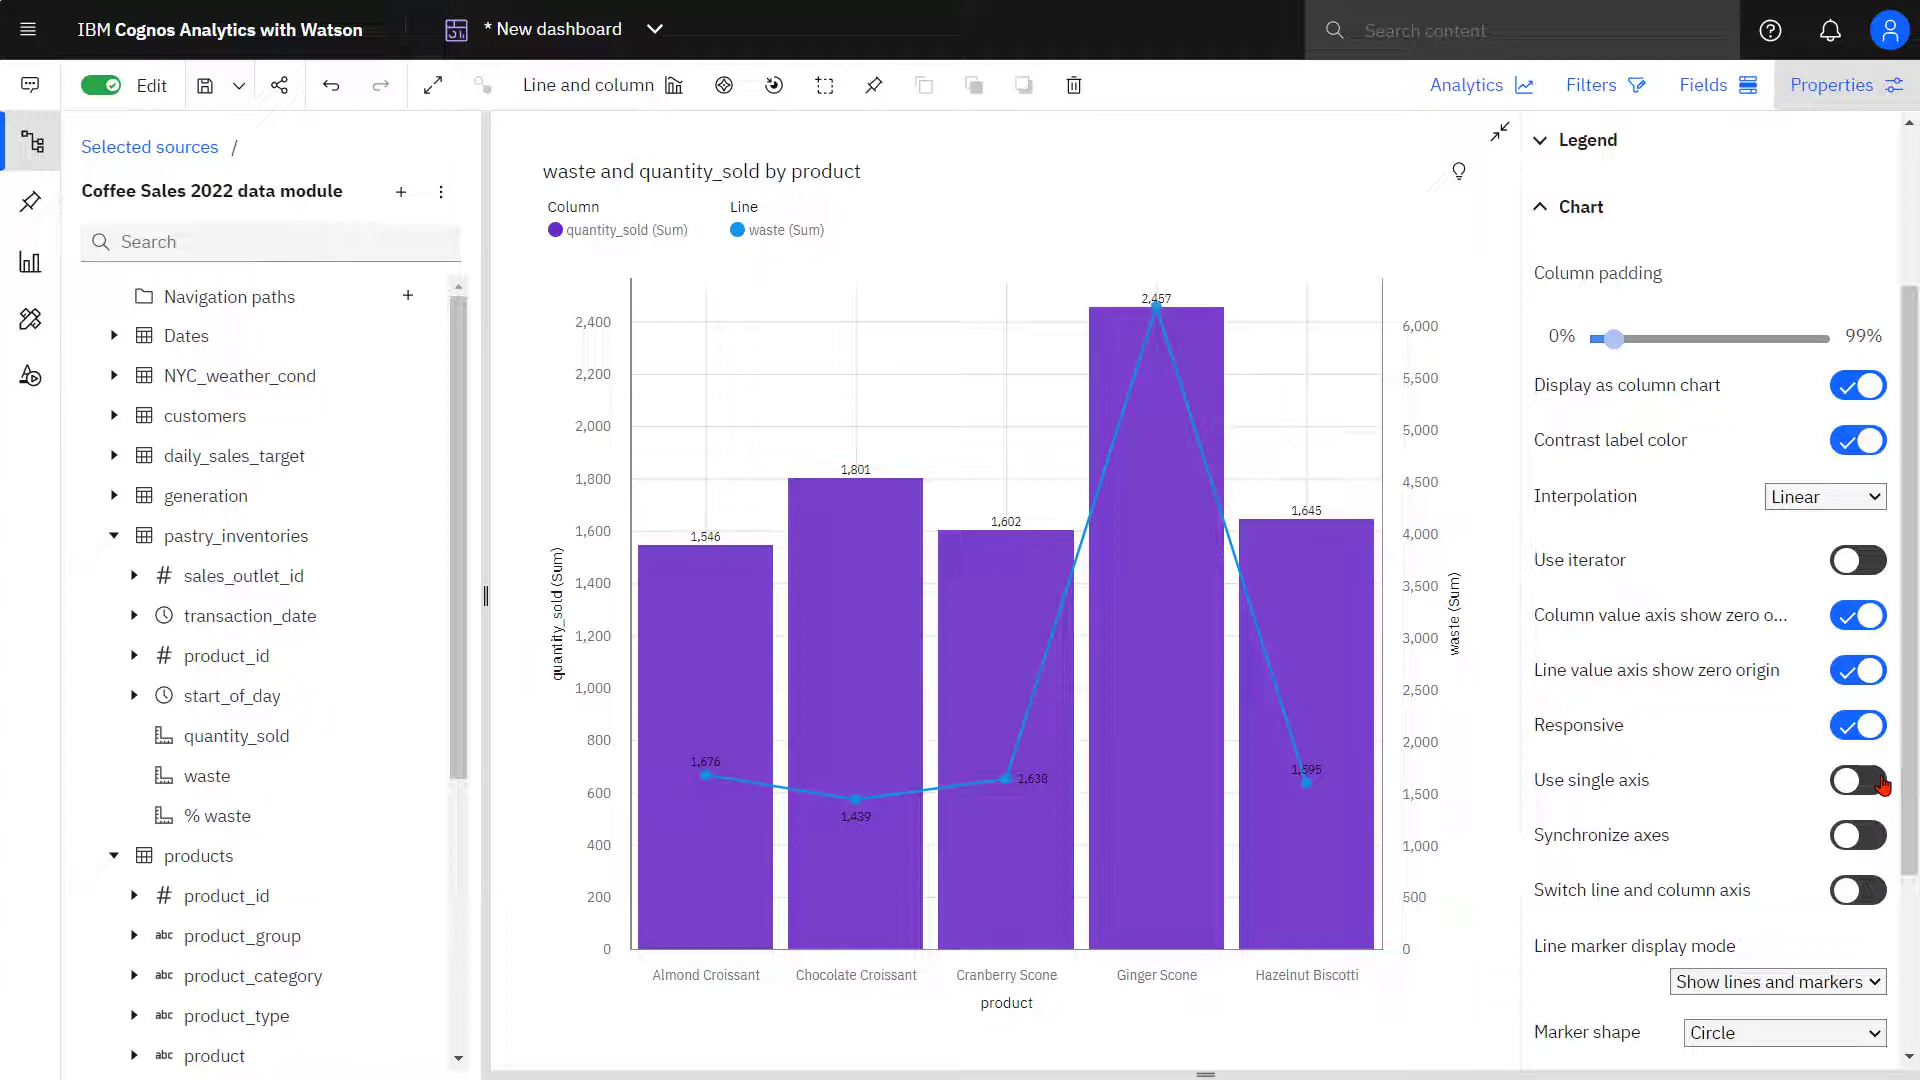 IBM Cognos Analytics with Watson
* New dashboard
Search content
Edit
Line and column
Analytics
Filters
Fields
Properties
Selected sources /
Coffee Sales 2022 data module
Search
Navigation paths
Dates
NYC_weather_cond
customers
daily_sales_target
generation
pastry_inventories
# sales_outlet_id
transaction_date
# product_id
start_of_day
quantity_sold
waste
% waste
products
# product_id
abc product_group
abc product_category
abc product_type
abc product
waste and quantity_sold by product
Column
Line
quantity_sold (Sum)
waste (Sum)
quantity_sold (Sum)
2,400
2,200
2,000
1,800
1,600
1,400
1,200
1,000
800
600
400
200
0
1,546
1,801
1,602
2,457
1,645
1,676
1,439
1,638
1,595
6,000
5,500
5,000
4,500
4,000
3,500
3,000
2,500
2,000
1,500
1,000
500
0
waste (Sum)
Almond Croissant
Chocolate Croissant
Cranberry Scone
Ginger Scone
Hazelnut Biscotti
product
Legend
Chart
Column padding
0%
99%
Display as column chart
Contrast label color
Interpolation
Linear
Use iterator
Column value axis show zero o...
Line value axis show zero origin
Responsive
Use single axis
Synchronize axes
Switch line and column axis
Line marker display mode
Show lines and markers
Marker shape
Circle